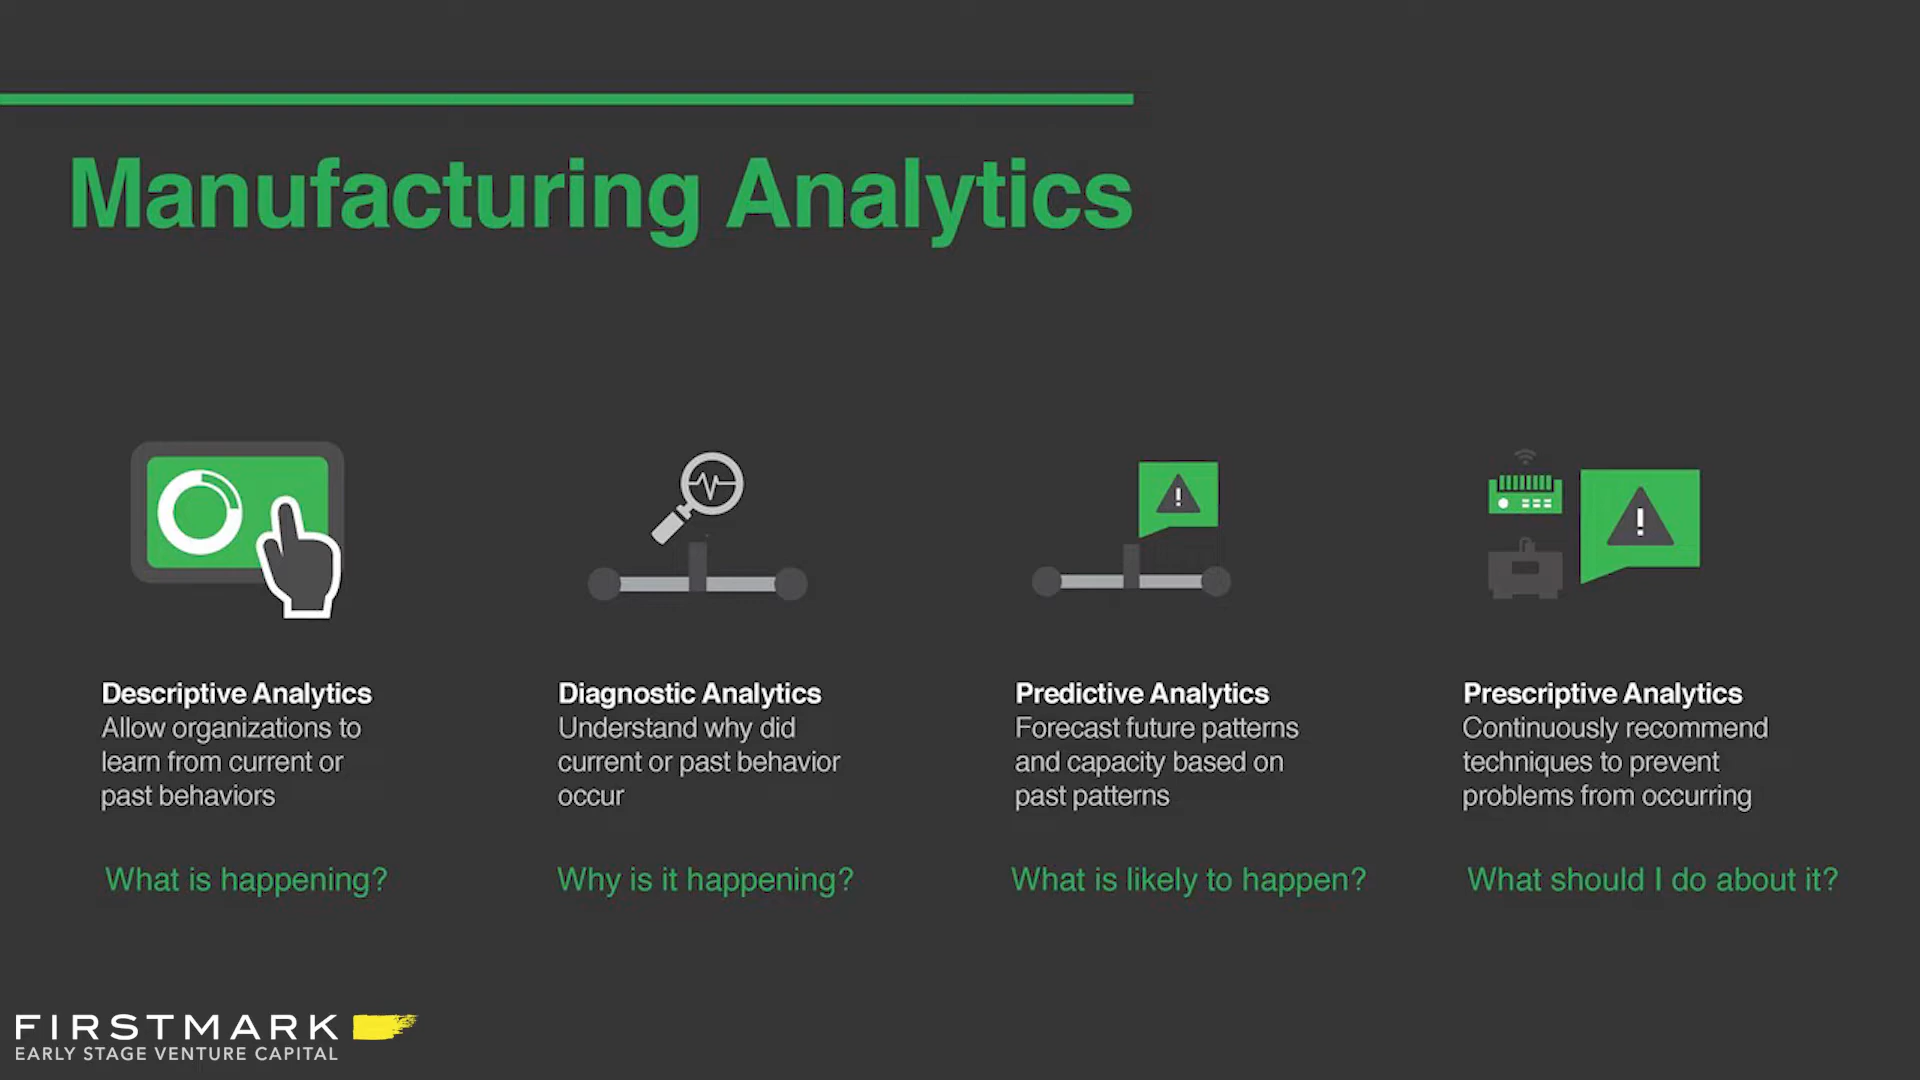 Manufacturing Analytics
Descriptive Analytics
Allow organizations to
learn from current or
past behaviors
What is happening?
Diagnostic Analytics
Understand why did
current or past behavior
occur
Why is it happening?
Predictive Analytics
Forecast future patterns
and capacity based on
past patterns
What is likely to happen?
Prescriptive Analytics
Continuously recommend
techniques to prevent
problems from occurring
What should I do about it?
FIRSTMARK
EARLY STAGE VENTURE CAPITAL